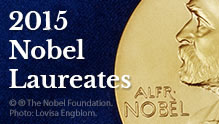 2015
Nobel
Laureates
© ® The Nobel Foundation.
Photo: Lovisa Engblom.
ALFR.
NOBEL